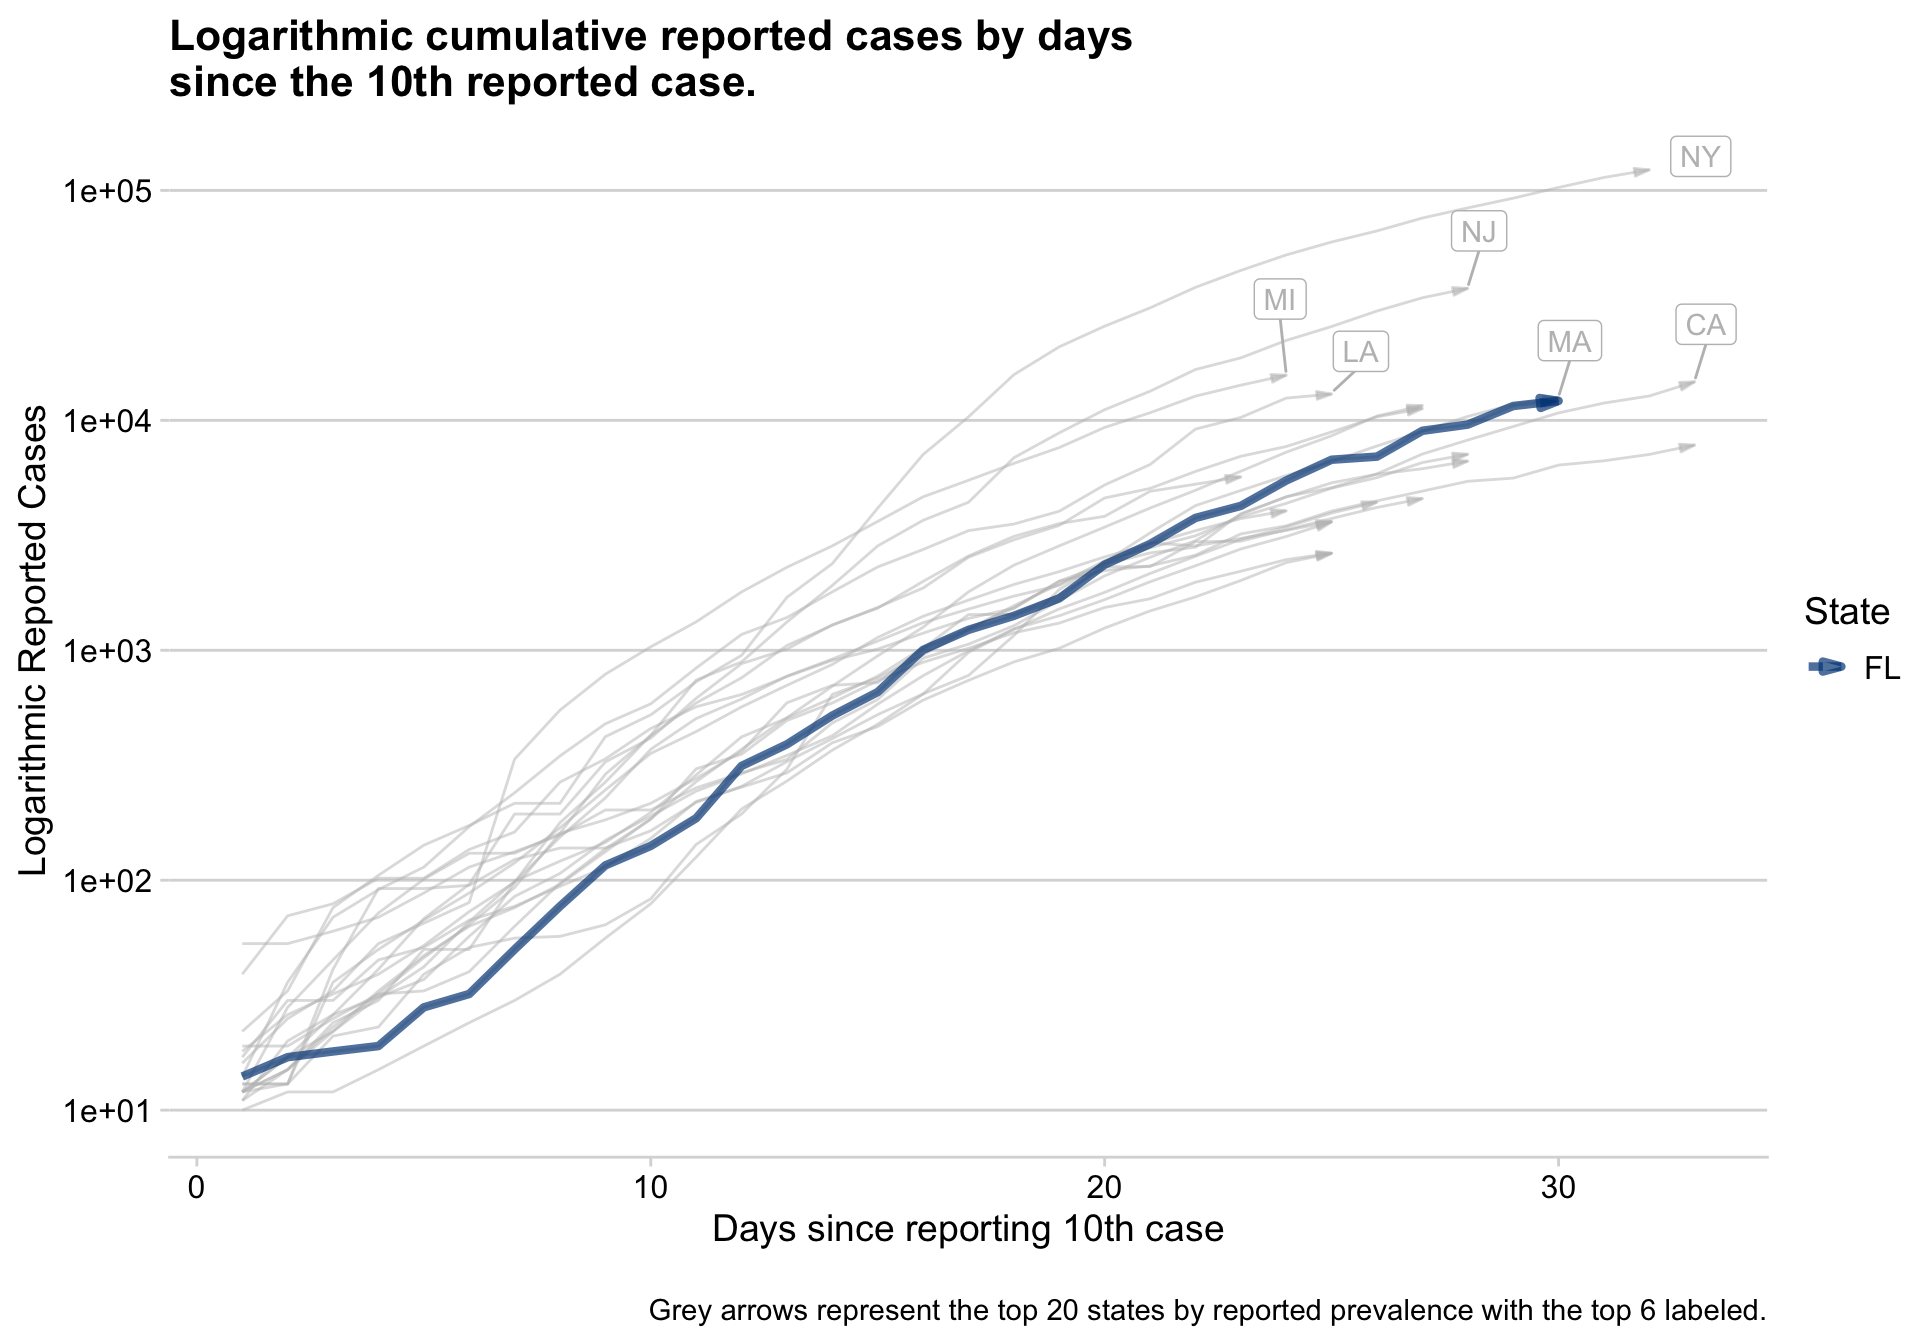 Logarithmic cumulative reported cases by days
since the 10th reported case.
NY
1e+05
NJ
MI
CA
MA
LA
1e+04
Logarithmic Reported Cases
State
1e+03
FL
1e+02
1e+01
0
10
20
30
Days since reporting 10th case
Grey arrows represent the top 20 states by reported prevalence with the top 6 labeled.